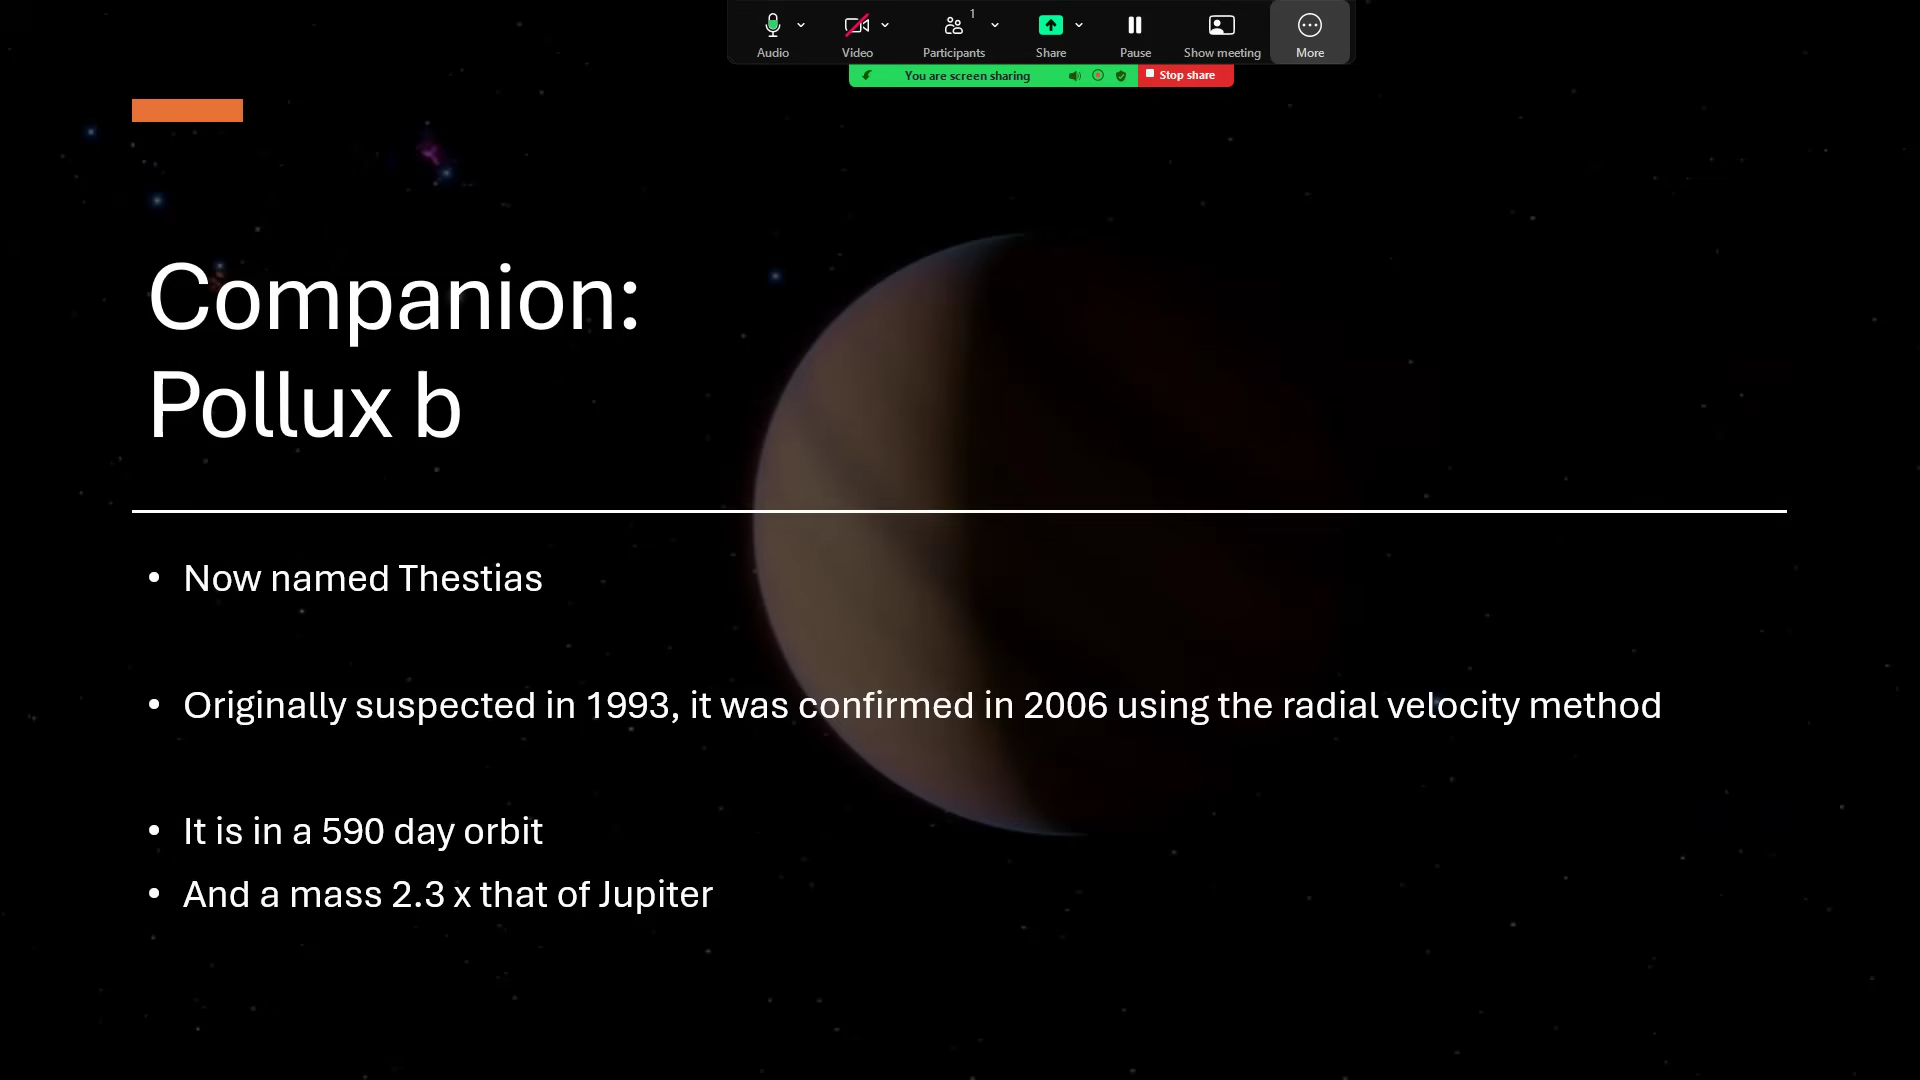 1
Audio
Video
Participants
Share
Pause
Show meeting
More
You are screen sharing
Stop share
Companion:
Pollux b
• Now named Thestias
• Originally suspected in 1993, it was confirmed in 2006 using the radial velocity method
• It is in a 590 day orbit
• And a mass 2.3 x that of Jupiter